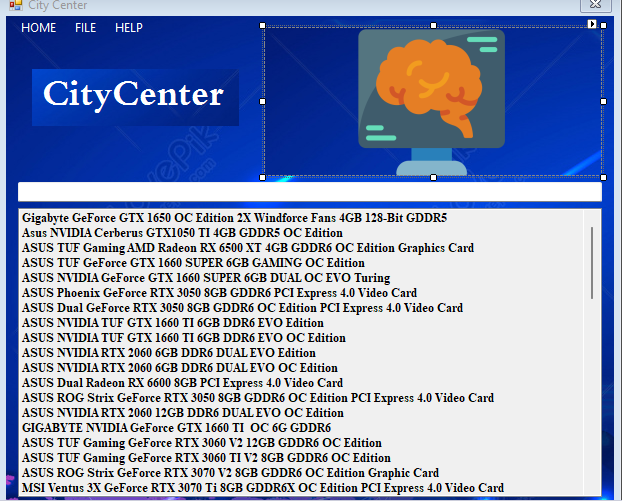 City Center
HOME FILE HELP
CityCenter
Gigabyte GeForce GTX 1650 OC Edition 2X Windforce Fans 4GB 128-Bit GDDR5
Asus NVIDIA Cerberus GTX1050 TI 4GB GDDR5 OC Edition
ASUS TUF Gaming AMD Radeon RX 6500 XT 4GB GDDR6 OC Edition Graphics Card
ASUS TUF GeForce GTX 1660 SUPER 6GB GAMING OC Edition
ASUS NVIDIA GeForce GTX 1660 SUPER 6GB DUAL OC EVO Turing
ASUS Phoenix GeForce RTX 3050 8GB GDDR6 PCI Express 4.0 Video Card
ASUS Dual GeForce RTX 3050 8GB GDDR6 OC Edition PCI Express 4.0 Video Card
ASUS NVIDIA TUF GTX 1660 TI 6GB DDR6 EVO Edition
ASUS NVIDIA TUF GTX 1660 TI 6GB DDR6 EVO OC Edition
ASUS NVIDIA RTX 2060 6GB DDR6 DUAL EVO Edition
ASUS NVIDIA RTX 2060 6GB DDR6 DUAL EVO OC Edition
ASUS Dual Radeon RX 6600 8GB PCI Express 4.0 Video Card
ASUS ROG Strix GeForce RTX 3050 8GB GDDR6 OC Edition PCI Express 4.0 Video Card
ASUS NVIDIA RTX 2060 12GB DDR6 DUAL EVO OC Edition
GIGABYTE NVIDIA GeForce GTX 1660 TI  OC 6G GDDR6
ASUS TUF Gaming GeForce RTX 3060 V2 12GB GDDR6 OC Edition
ASUS TUF Gaming GeForce RTX 3060 TI V2 8GB GDDR6 OC Edition
ASUS ROG Strix GeForce RTX 3070 V2 8GB GDDR6 OC Edition Graphic Card
MSI Ventus 3X GeForce RTX 3070 Ti 8GB GDDR6X OC Edition PCI Express 4.0 Video Card